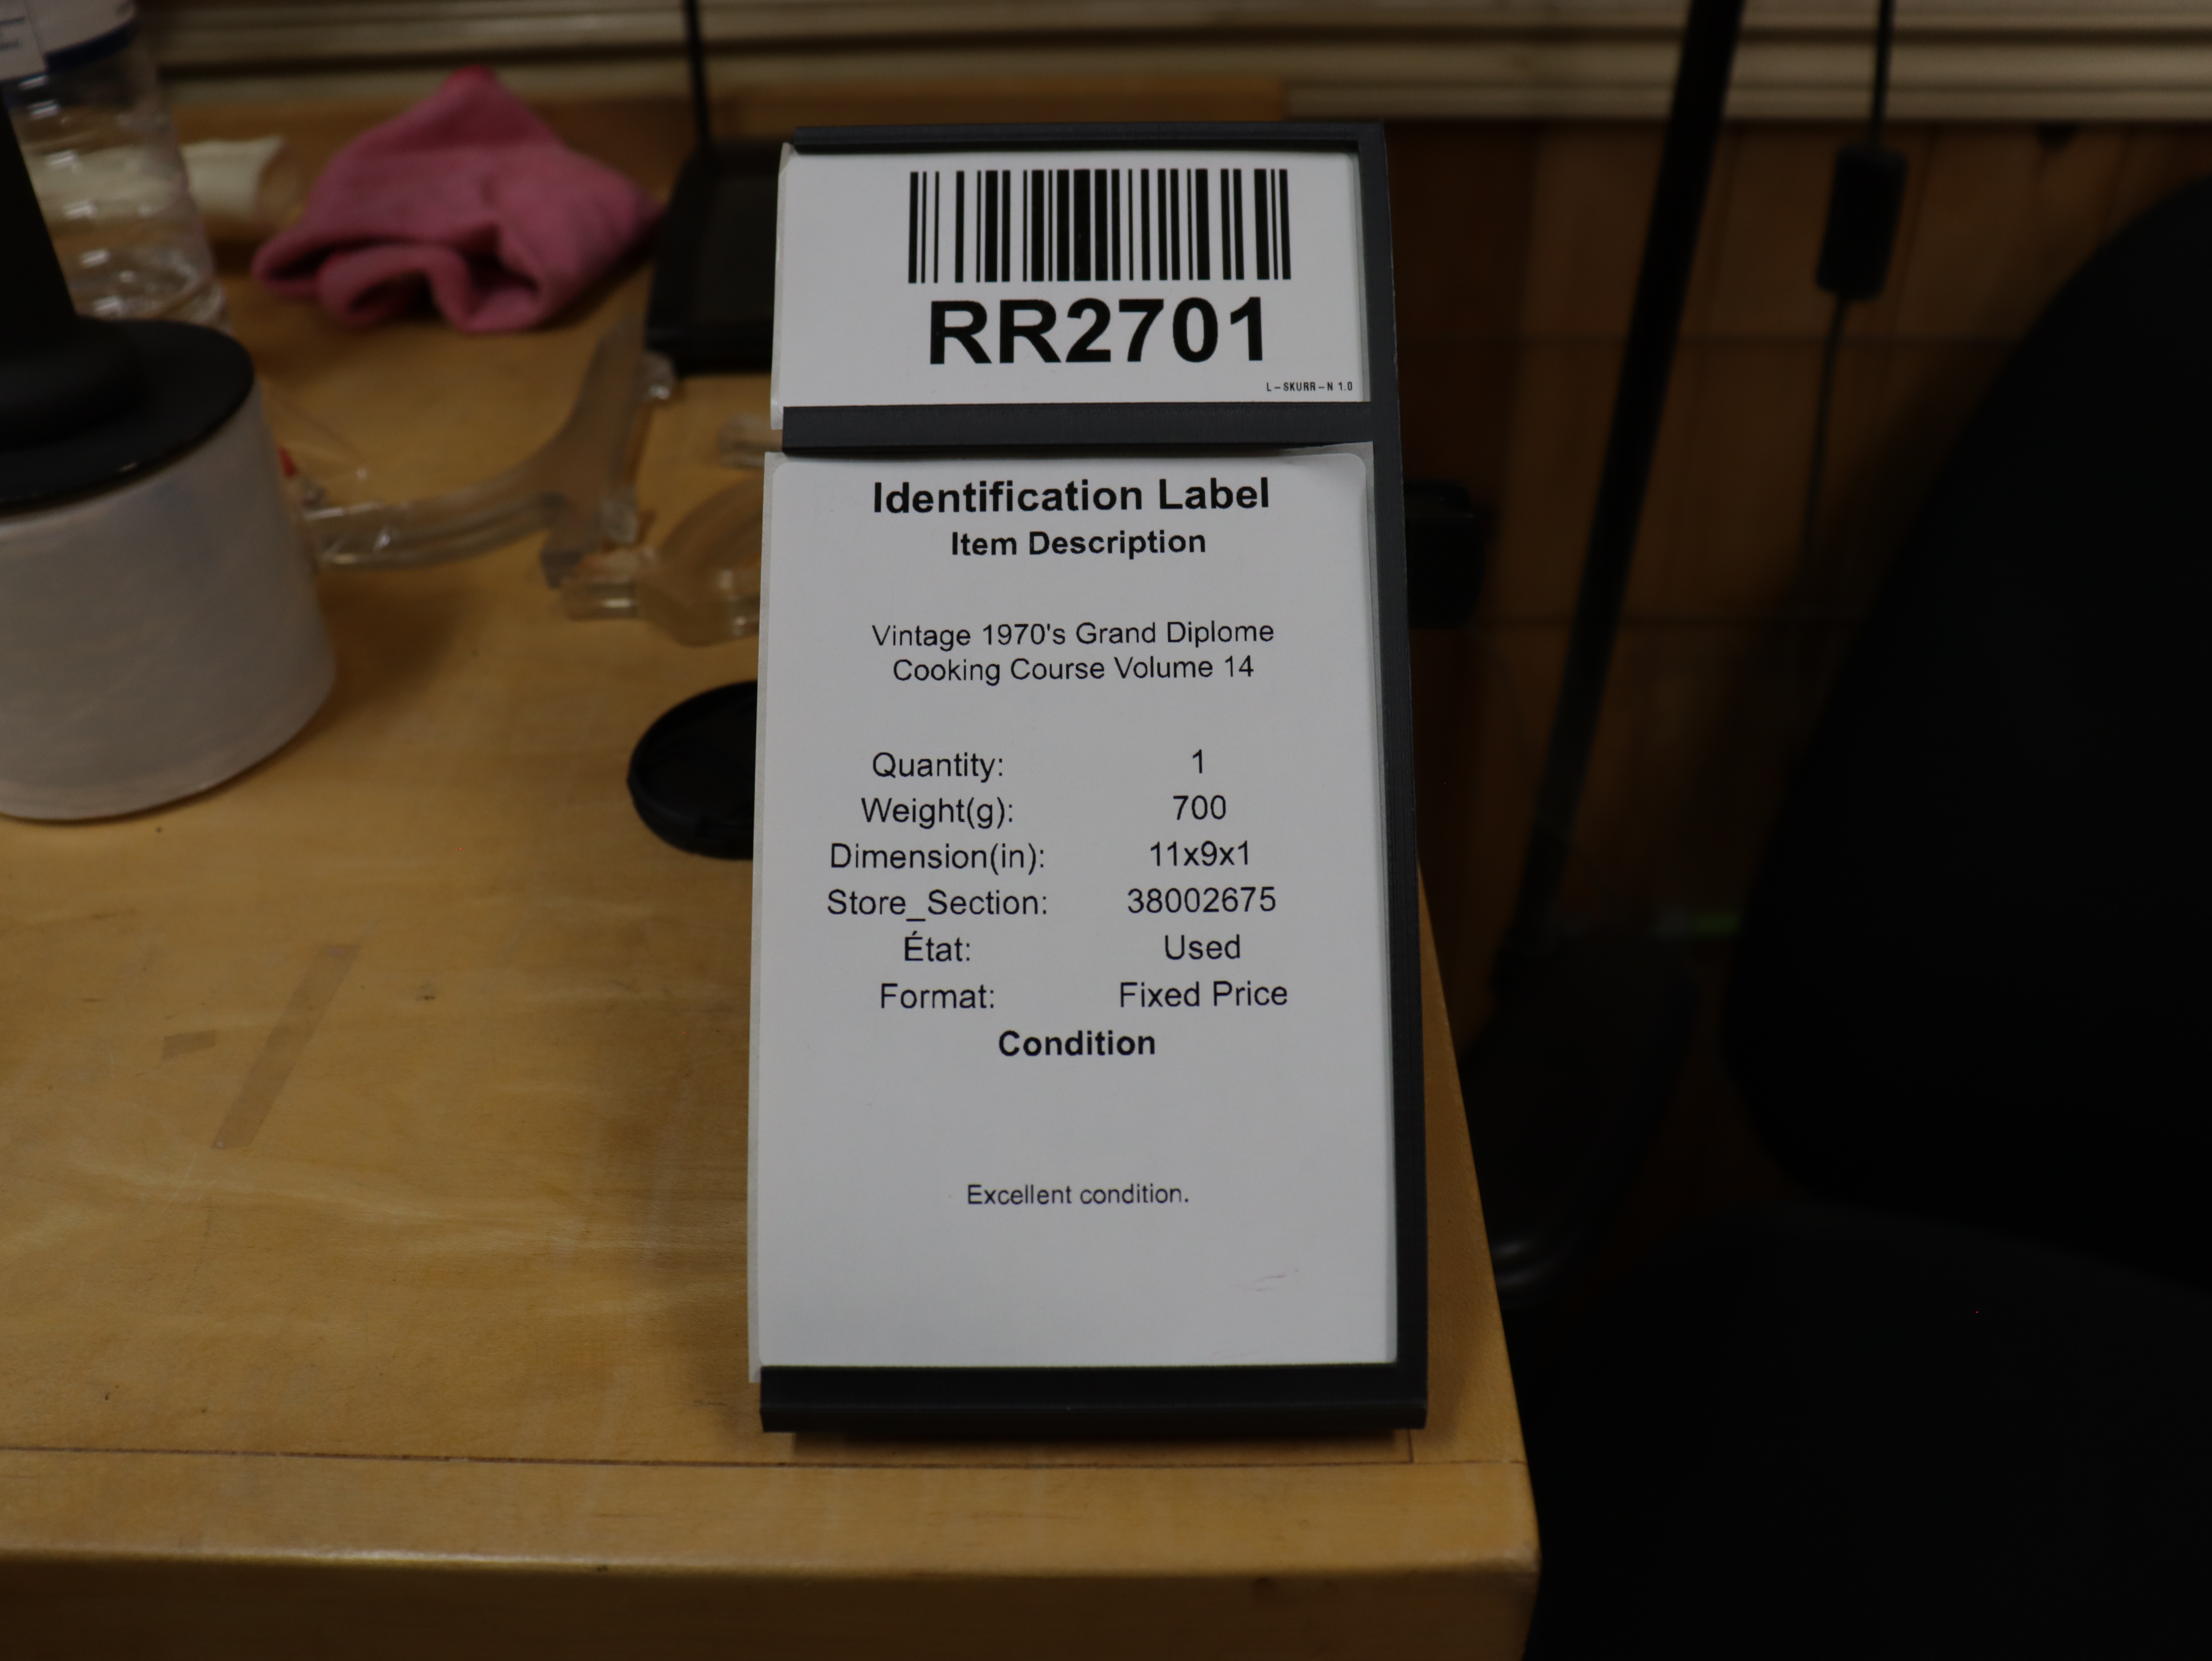 RR2701
L-SKURR-N 1.0
Identification Label
Item Description
Vintage 1970's Grand Diplome
Cooking Course Volume 14
Quantity: 1
Weight(g): 700
Dimension(in): 11x9x1
Store_Section: 38002675
État: Used
Format: Fixed Price
Condition
Excellent condition.